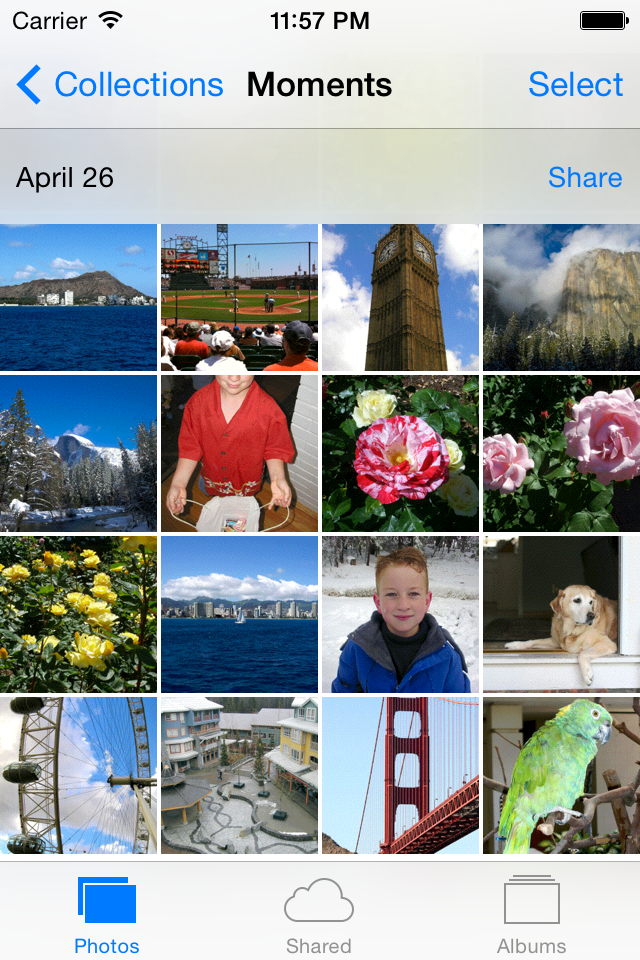 Carrier 11:57 PM
Collections Moments Select
April 26 Share
Photos Shared Albums